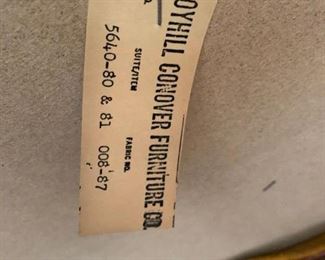 OYHILL CONOVER FURNITURE CO.
SUITE/ITEM FABRIC NO.
5640-80 & 81 008-87